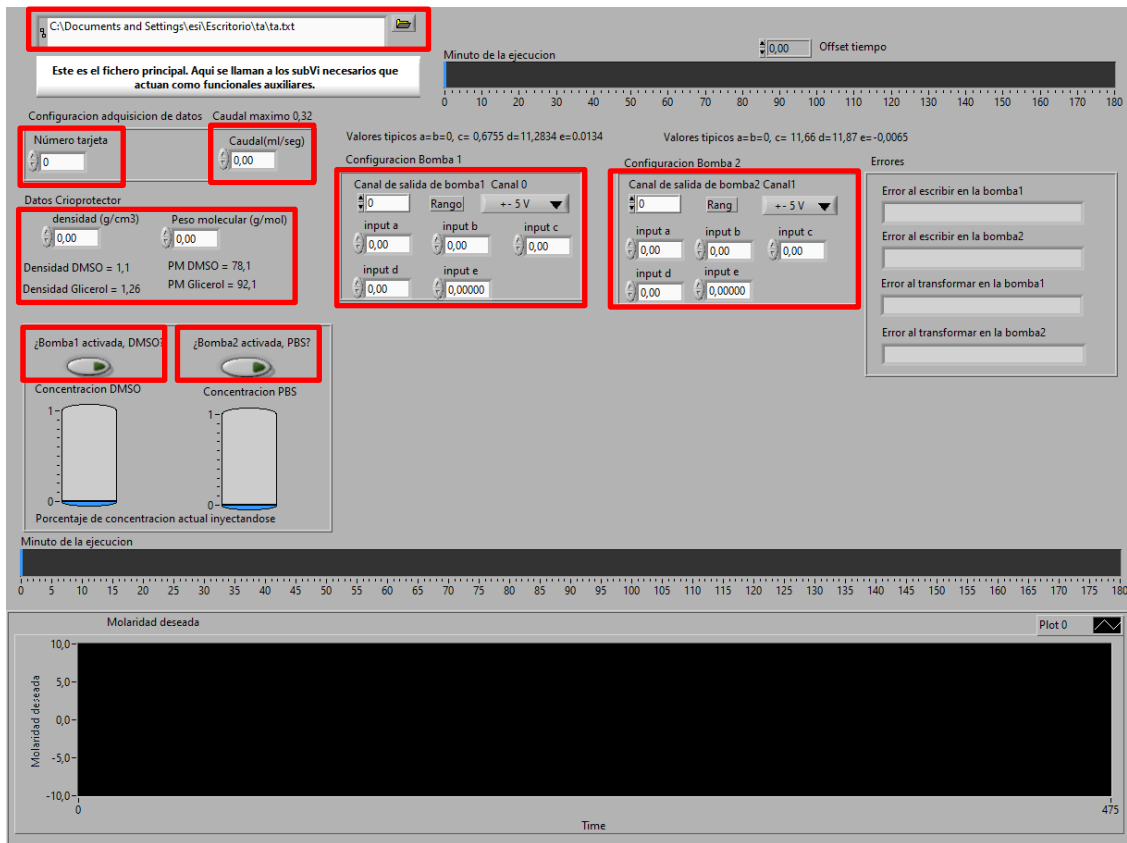 C:\Documents and Settings\esi\Escritorio\ta\ta.txt
Este es el fichero principal. Aqui se llaman a los subVi necesarios que
actuan como funcionales auxiliares.
Minuto de la ejecucion
0,00 Offset tiempo
0 10 20 30 40 50 60 70 80 90 100 110 120 130 140 150 160 170 180
Configuracion adquisicion de datos Caudal maximo 0,32
Número tarjeta
0
Caudal(ml/seg)
0,00
Datos Crioprotector
densidad (g/cm3) Peso molecular (g/mol)
0,00 0,00
Densidad DMSO = 1,1 PM DMSO = 78,1
Densidad Glicerol = 1,26 PM Glicerol = 92,1
Valores tipicos a=b=0, c= 0,6755 d=11,2834 e=0.0134
Configuracion Bomba 1
Canal de salida de bomba1 Canal 0
0 Rango +- 5 V
input a input b input c
0,00 0,00 0,00
input d input e
0,00 0,00000
Valores tipicos a=b=0, c= 11,66 d=11,87 e=-0,0065
Configuracion Bomba 2
Canal de salida de bomba2 Canal1
0 Rang +- 5 V
input a input b input c
0,00 0,00 0,00
input d input e
0,00 0,00000
Errores
Error al escribir en la bomba1
Error al escribir en la bomba2
Error al transformar en la bomba1
Error al transformar en la bomba2
¿Bomba1 activada, DMSO? ¿Bomba2 activada, PBS?
Concentracion DMSO Concentracion PBS
1 1
0 0
Porcentaje de concentracion actual inyectandose
Minuto de la ejecucion
0 5 10 15 20 25 30 35 40 45 50 55 60 65 70 75 80 85 90 95 100 105 110 115 120 125 130 135 140 145 150 155 160 165 170 175 180
Molaridad deseada
Plot 0
Molaridad deseada
10,0
5,0
0,0
-5,0
-10,0
0 475
Time